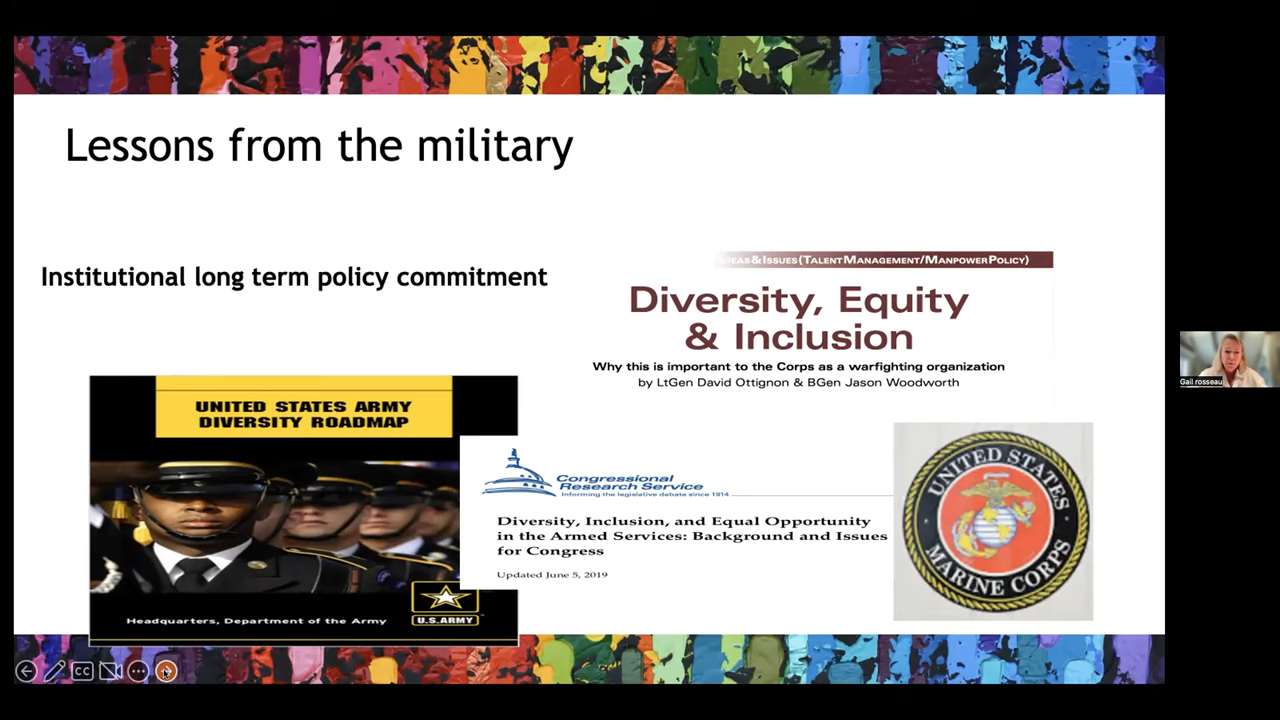 Lessons from the military
Institutional long term policy commitment
EAS & ISSUES (TALENT MANAGEMENT/MANPOWER POLICY)
Diversity, Equity
& Inclusion
Why this is important to the Corps as a warfighting organization
by LtGen David Ottignon & BGen Jason Woodworth
UNITED STATES ARMY
DIVERSITY ROADMAP
Headquarters, Department of the Army
U.S.ARMY
Congressional
Research Service
Informing the legislative debate since 1914
Diversity, Inclusion, and Equal Opportunity
in the Armed Services: Background and Issues
for Congress
Updated June 5, 2019
UNITED STATES
MARINE CORPS
Gail rosseau
CC